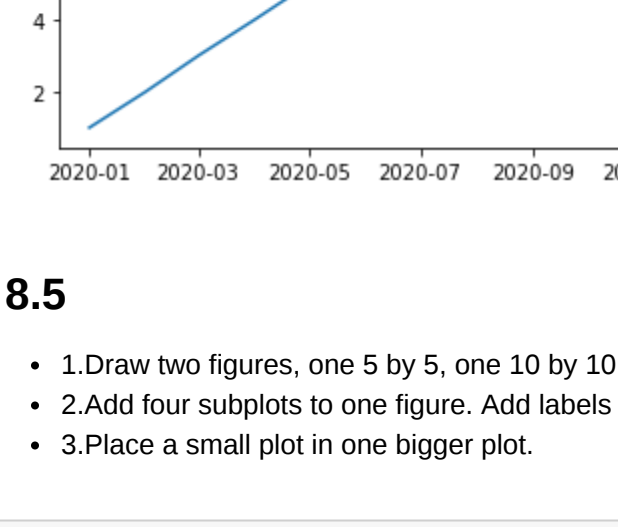 4
2
2020-01 2020-03 2020-05 2020-07 2020-09
8.5
• 1.Draw two figures, one 5 by 5, one 10 by 10
• 2.Add four subplots to one figure. Add labels
• 3.Place a small plot in one bigger plot.